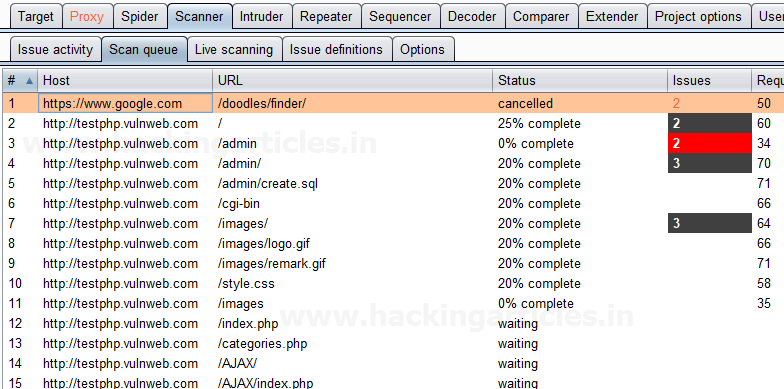 Target Proxy Spider Scanner Intruder Repeater Sequencer Decoder Comparer Extender Project options User
Issue activity Scan queue Live scanning Issue definitions Options
# Host URL Status Issues Requ
1 https://www.google.com /doodles/finder/ cancelled 2 50
2 http://testphp.vulnweb.com / 25% complete 2 60
3 http://testphp.vulnweb.com /admin 0% complete 2 34
www.hackingarticles.in
4 http://testphp.vulnweb.com /admin/ 20% complete 3 70
5 http://testphp.vulnweb.com /admin/create.sql 20% complete 71
6 http://testphp.vulnweb.com /cgi-bin 20% complete 66
7 http://testphp.vulnweb.com /images/ 20% complete 3 64
8 http://testphp.vulnweb.com /images/logo.gif 20% complete 66
9 http://testphp.vulnweb.com /images/remark.gif 20% complete 71
10 http://testphp.vulnweb.com /style.css 20% complete 58
11 http://testphp.vulnweb.com /images 0% complete 35
www.hackingarticles.in
12 http://testphp.vulnweb.com /index.php waiting
13 http://testphp.vulnweb.com /categories.php waiting
14 http://testphp.vulnweb.com /AJAX/ waiting
15 http://testphp.vulnweb.com /AJAX/index.php waiting